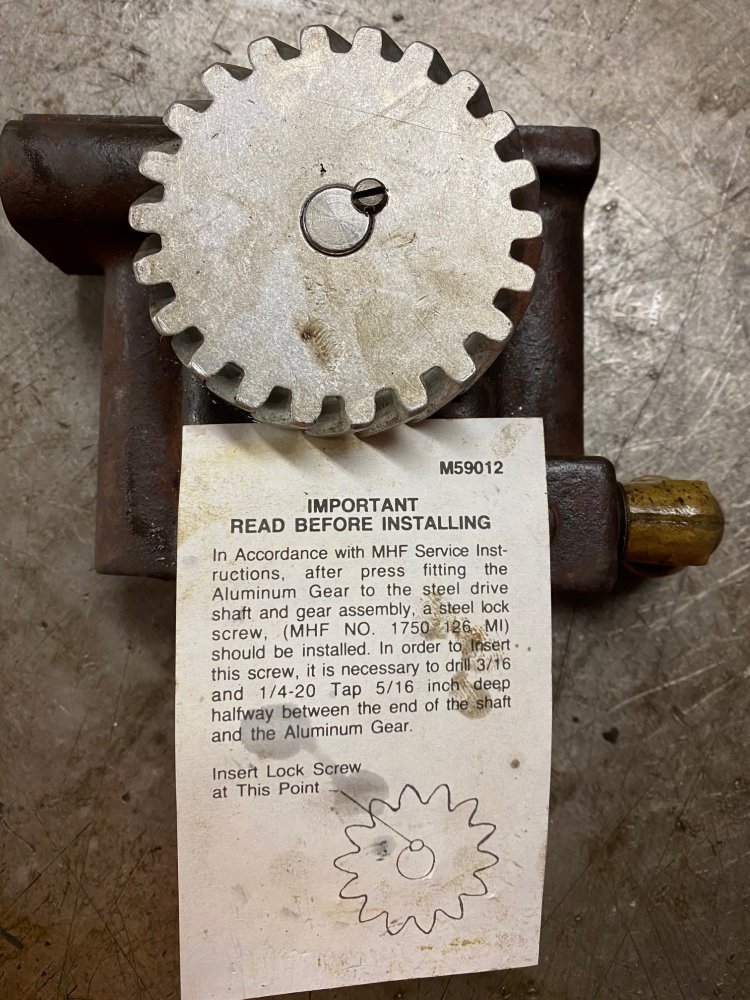 M59012
IMPORTANT
READ BEFORE INSTALLING
In Accordance with MHF Service Inst-
ructions, after press fitting the
Aluminum Gear to the steel drive
shaft and gear assembly, a steel lock
screw, (MHF NO. 1750 126 MI)
should be installed. In order to Insert
this screw, it is necessary to drill 3/16
and 1/4-20 Tap 5/16 inch deep
halfway between the end of the shaft
and the Aluminum Gear.
Insert Lock Screw
at This Point